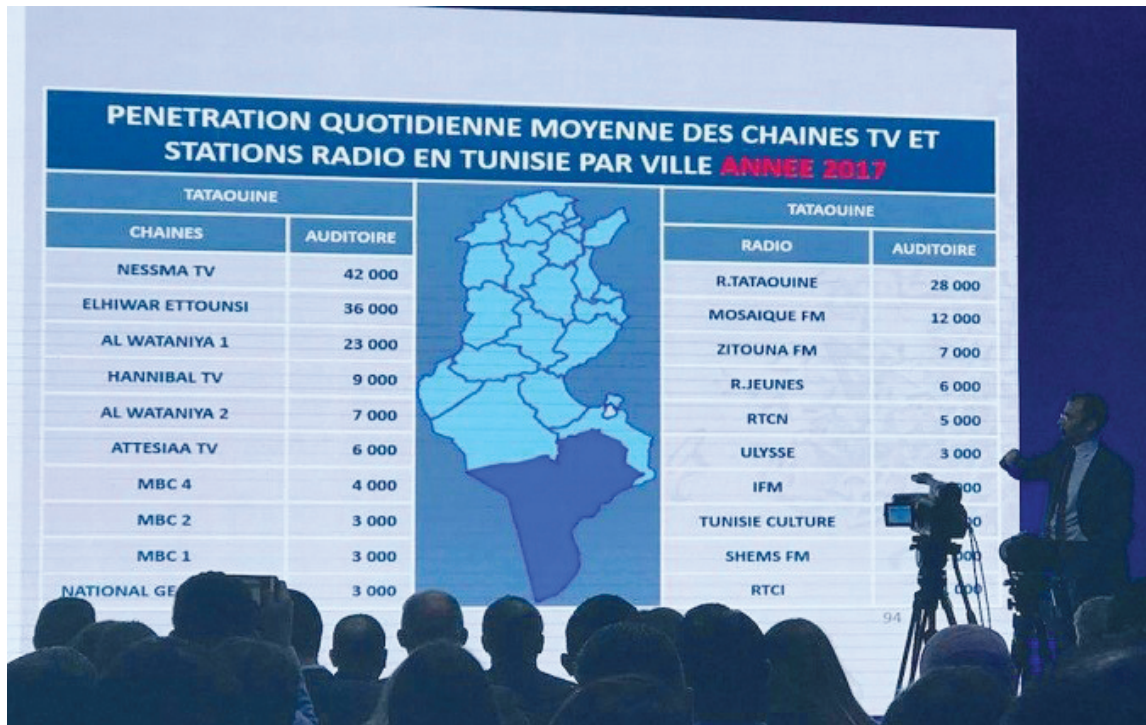 PENETRATION QUOTIDIENNE MOYENNE DES CHAINES TV ET
STATIONS RADIO EN TUNISIE PAR VILLE ANNEE 2017
TATAOUINE
CHAINES AUDITOIRE
NESSMA TV 42 000
ELHIWAR ETTOUNSI 36 000
AL WATANIYA 1 23 000
HANNIBAL TV 9 000
AL WATANIYA 2 7 000
ATTESIAA TV 6 000
MBC 4 4 000
MBC 2 3 000
MBC 1 3 000
NATIONAL 3 000
TATAOUINE
RADIO AUDITOIRE
R.TATAOUINE 28 000
MOSAIQUE FM 12 000
ZITOUNA FM 7 000
R.JEUNES 6 000
RTCN 5 000
ULYSSE 3 000
IFM
TUNISIE CULTURE
SHEMS FM
RTCI
94